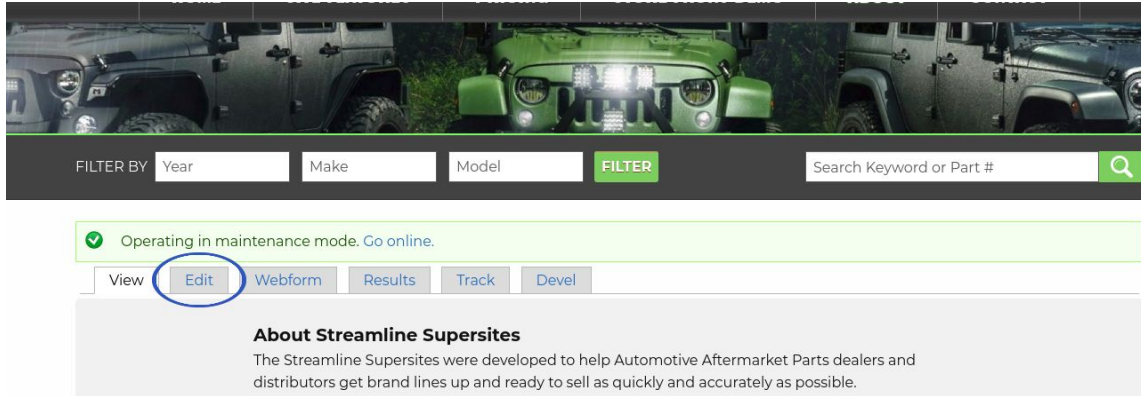 FILTER BY Year Make Model FILTER Search Keyword or Part #
Operating in maintenance mode. Go online.
View Edit Webform Results Track Devel
About Streamline Supersites
The Streamline Supersites were developed to help Automotive Aftermarket Parts dealers and
distributors get brand lines up and ready to sell as quickly and accurately as possible.